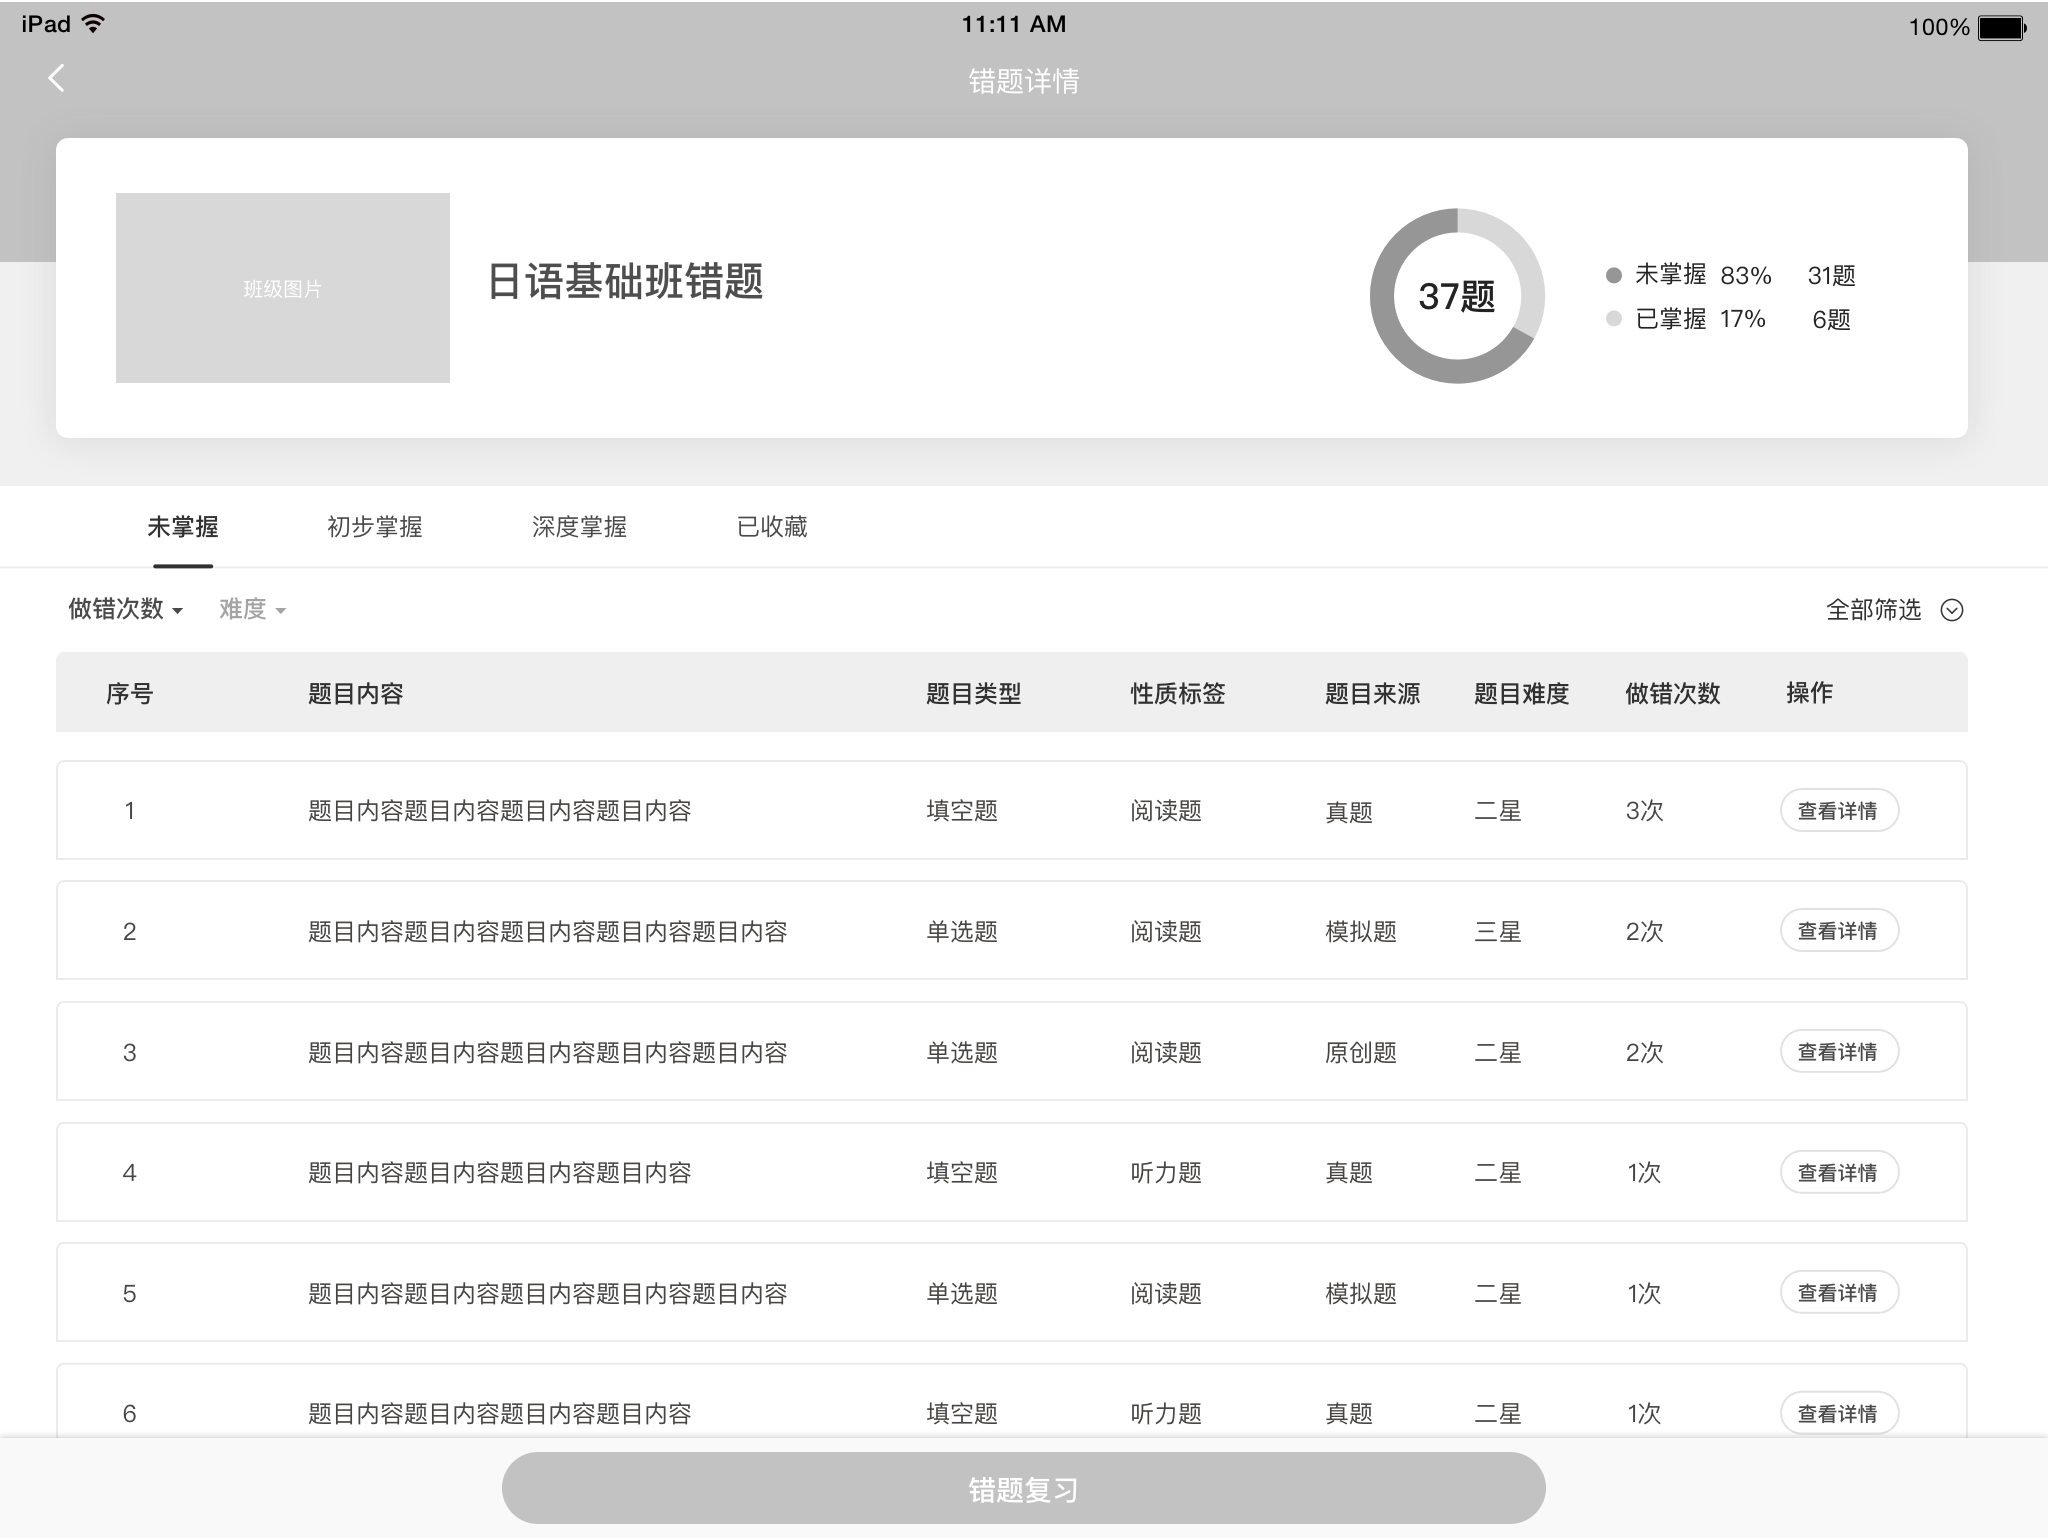 iPad 11:11 AM 100%
错题详情
班级图片
日语基础班错题
37题
未掌握 83% 31题
已掌握 17% 6题
未掌握 初步掌握 深度掌握 已收藏
做错次数 难度 全部筛选
序号 题目内容 题目类型 性质标签 题目来源 题目难度 做错次数 操作
1 题目内容题目内容题目内容题目内容 填空题 阅读题 真题 二星 3次 查看详情
2 题目内容题目内容题目内容题目内容题目内容 单选题 阅读题 模拟题 三星 2次 查看详情
3 题目内容题目内容题目内容题目内容题目内容 单选题 阅读题 原创题 二星 2次 查看详情
4 题目内容题目内容题目内容题目内容 填空题 听力题 真题 二星 1次 查看详情
5 题目内容题目内容题目内容题目内容题目内容 单选题 阅读题 模拟题 二星 1次 查看详情
6 题目内容题目内容题目内容题目内容 填空题 听力题 真题 二星 1次 查看详情
错题复习